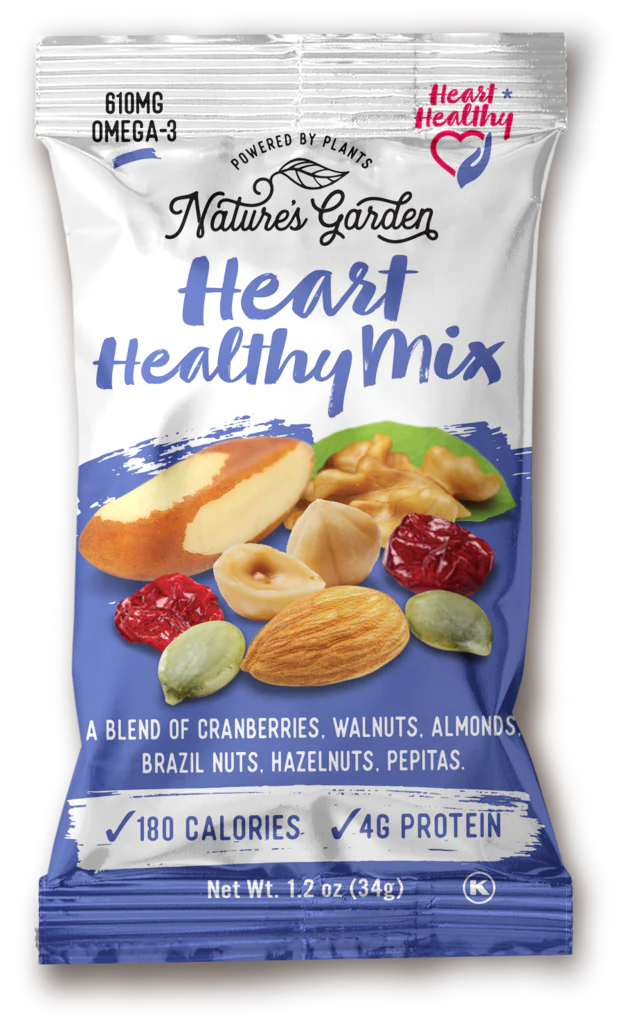 610MG
OMEGA-3
Heart*
Healthy
POWERED BY PLANTS
Nature's Garden
Heart
Healthy Mix
A BLEND OF CRANBERRIES, WALNUTS, ALMONDS,
BRAZIL NUTS, HAZELNUTS, PEPITAS.
✓180 CALORIES ✓4G PROTEIN
Net Wt. 1.2 oz (34g)
K